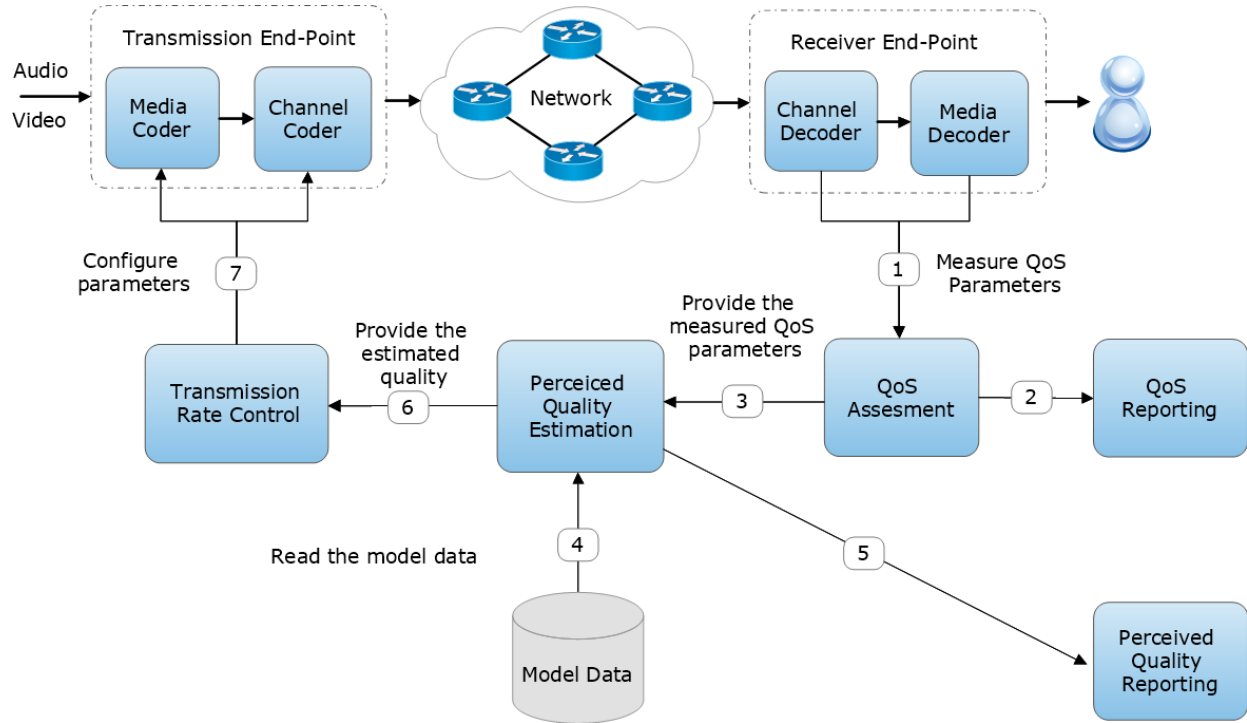 Transmission End-Point
Receiver End-Point
Audio
Video
Media
Coder
Channel
Coder
Network
Channel
Decoder
Media
Decoder
Configure
parameters
7
1
Measure QoS
Parameters
Provide the
measured QoS
parameters
Provide the
estimated
quality
Transmission
Rate Control
6
Perceiced
Quality
Estimation
3
QoS
Assesment
2
QoS
Reporting
Read the model data
4
5
Model Data
Perceived
Quality
Reporting